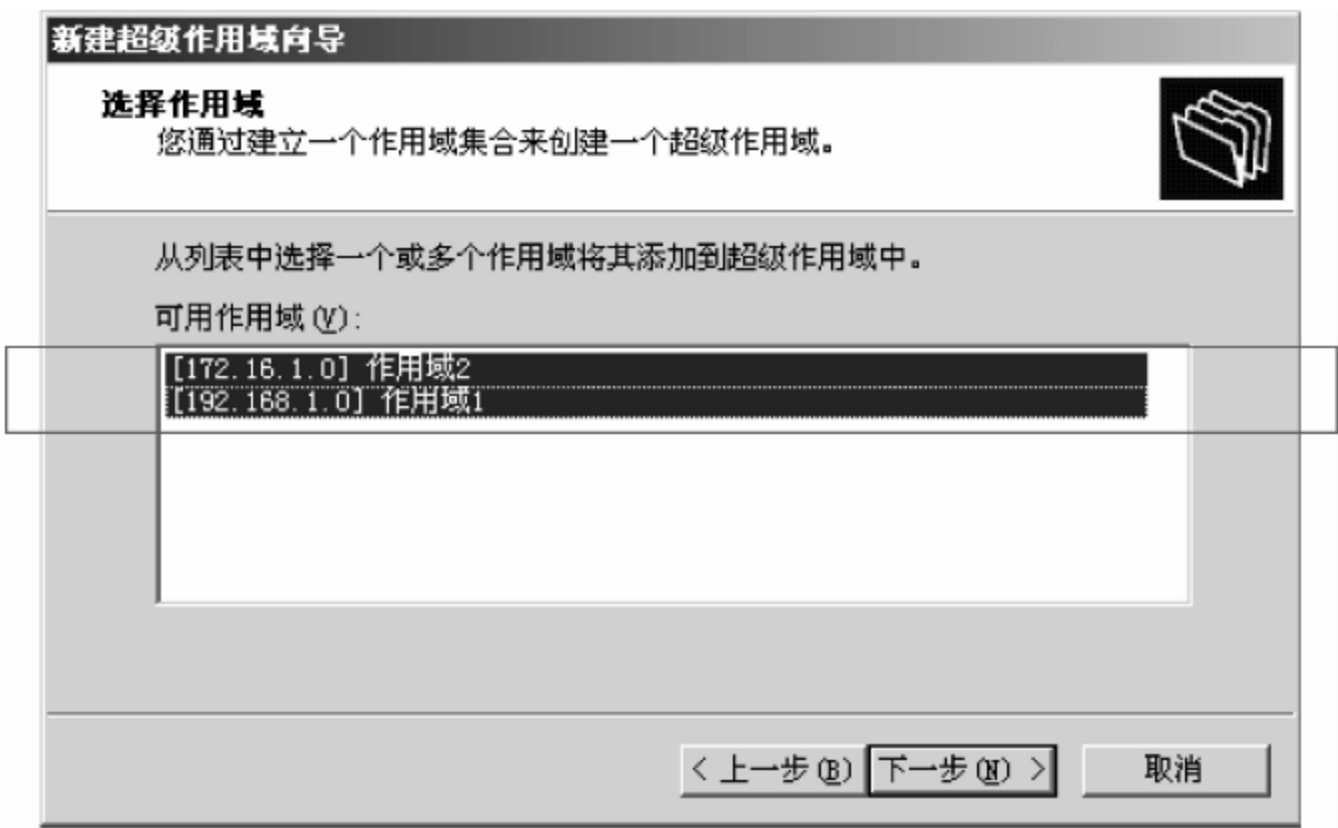 新建超级作用域向导
选择作用域
您通过建立一个作用域集合来创建一个超级作用域。
从列表中选择一个或多个作用域将其添加到超级作用域中。
可用作用域(V):
[172.16.1.0] 作用域2
[192.168.1.0] 作用域1
< 上一步(B) 下一步(N) > 取消